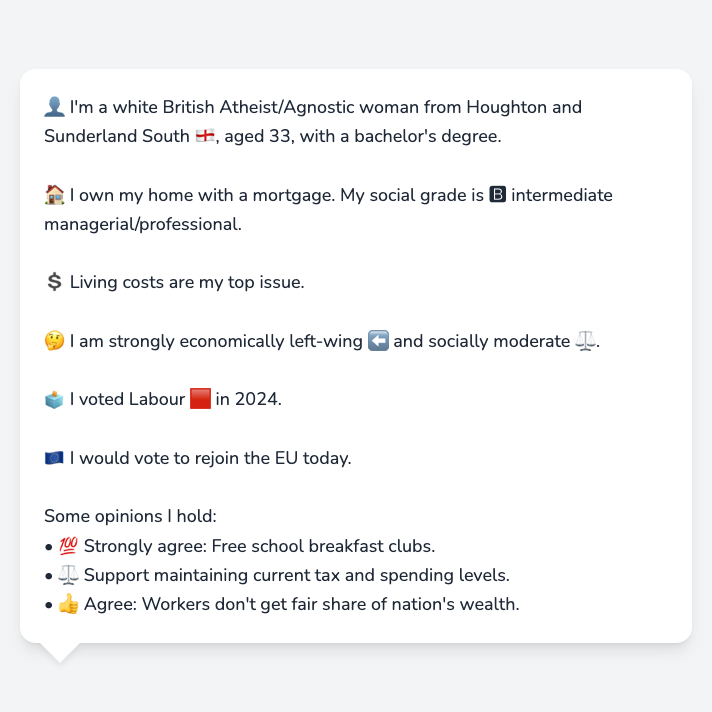 👤 I'm a white British Atheist/Agnostic woman from Houghton and
Sunderland South 🏴󠁧󠁢󠁥󠁮󠁧󠁿, aged 33, with a bachelor's degree.
🏠 I own my home with a mortgage. My social grade is 🅱 intermediate
managerial/professional.
💲 Living costs are my top issue.
🤔 I am strongly economically left-wing ⬅️ and socially moderate ⚖️.
🗳️ I voted Labour 🟥 in 2024.
🇪🇺 I would vote to rejoin the EU today.
Some opinions I hold:
• 💯 Strongly agree: Free school breakfast clubs.
• ⚖️ Support maintaining current tax and spending levels.
• 👍 Agree: Workers don't get fair share of nation's wealth.